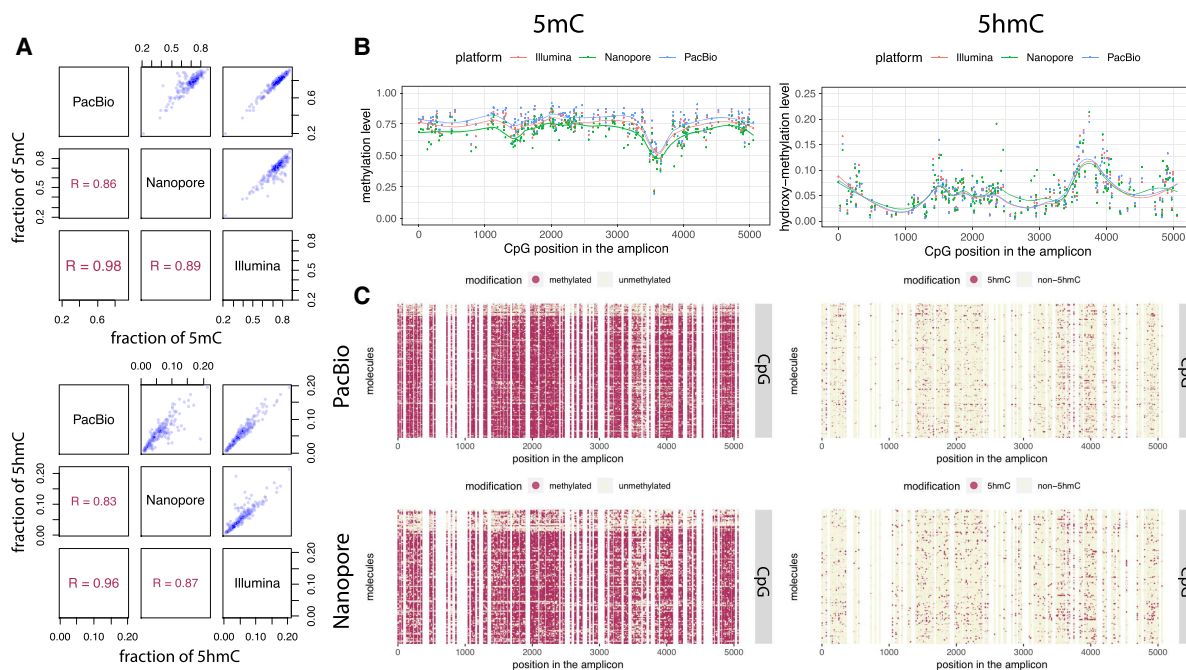 5mC
5hmC
A
0.2 0.5 0.8
PacBio
0.2 0.6
fraction of 5mC
0.2 0.5 0.8
R = 0.86
Nanopore
R = 0.98
R = 0.89
Illumina
0.2 0.5 0.8
0.2 0.6
0.2 0.5 0.8
fraction of 5mC
0.00 0.10 0.20
PacBio
0.00 0.10 0.20
fraction of 5hmC
0.00 0.10 0.20
R = 0.83
Nanopore
R = 0.96
R = 0.87
Illumina
0.00 0.10 0.20
0.00 0.10 0.20
0.00 0.10 0.20
fraction of 5hmC
B
platform Illumina Nanopore PacBio
methylation level
1.00
0.75
0.50
0.25
0.00
0 1000 2000 3000 4000 5000
CpG position in the amplicon
platform Illumina Nanopore PacBio
hydroxy−methylation level
0.25
0.20
0.15
0.10
0.05
0.00
0 1000 2000 3000 4000 5000
CpG position in the amplicon
C
modification methylated unmethylated
PacBio
molecules
CpG
0 1000 2000 3000 4000 5000
position in the amplicon
modification 5hmC non−5hmC
molecules
CpG
0 1000 2000 3000 4000 5000
position in the amplicon
modification methylated unmethylated
Nanopore
molecules
CpG
0 1000 2000 3000 4000 5000
position in the amplicon
modification 5hmC non−5hmC
molecules
CpG
0 1000 2000 3000 4000 5000
position in the amplicon